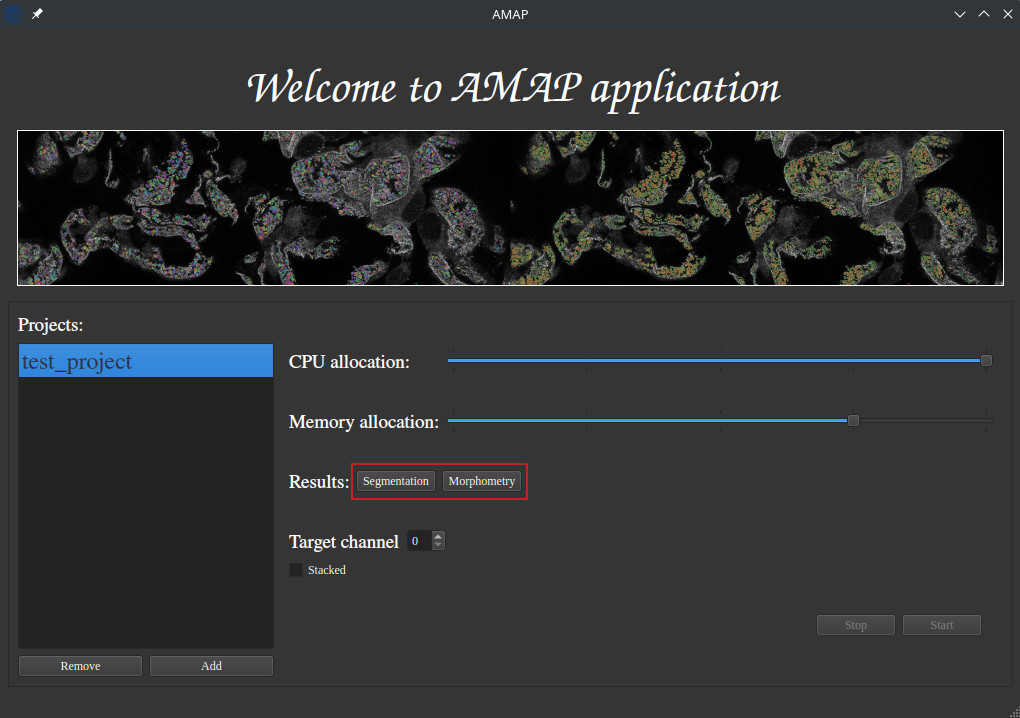 AMAP
Welcome to AMAP application
Projects:
test_project
CPU allocation:
Memory allocation:
Results: Segmentation Morphometry
Target channel 0
Stacked
Stop Start
Remove Add